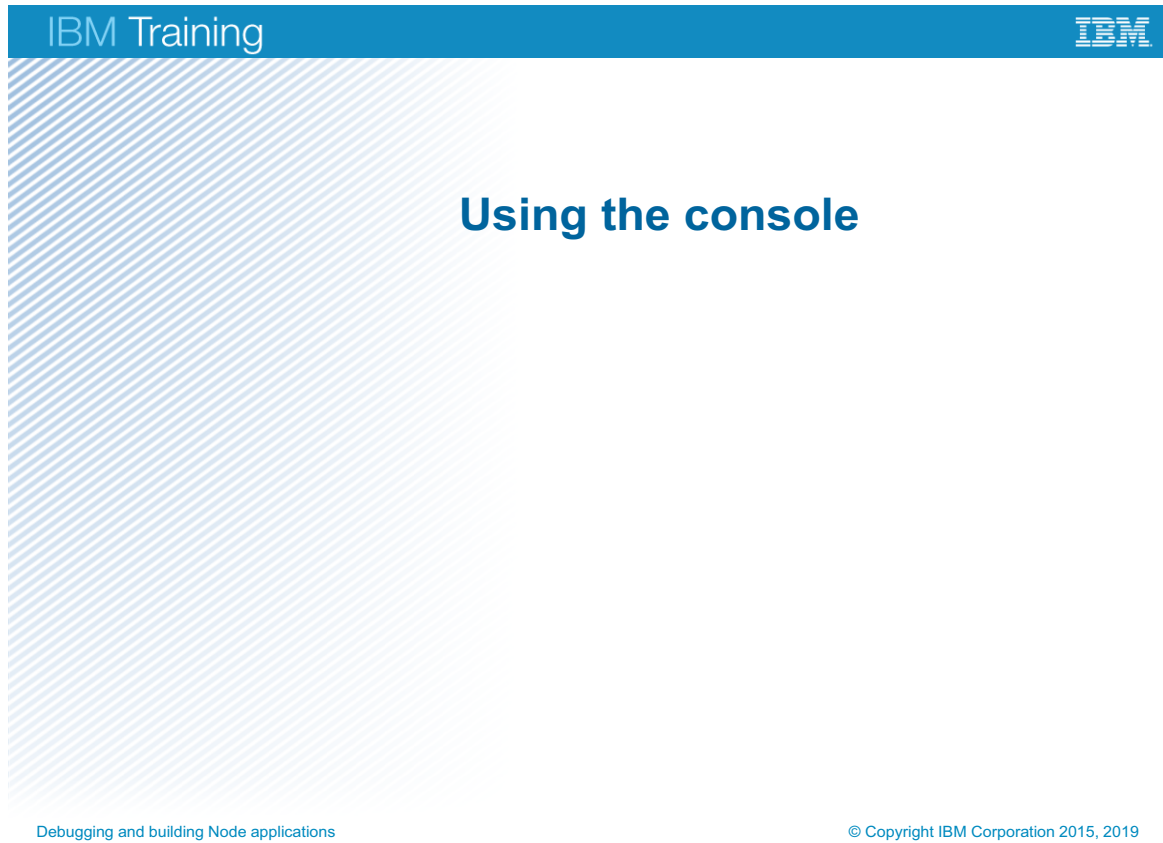 IBM Training
IBM
Using the console
Debugging and building Node applications
© Copyright IBM Corporation 2015, 2019